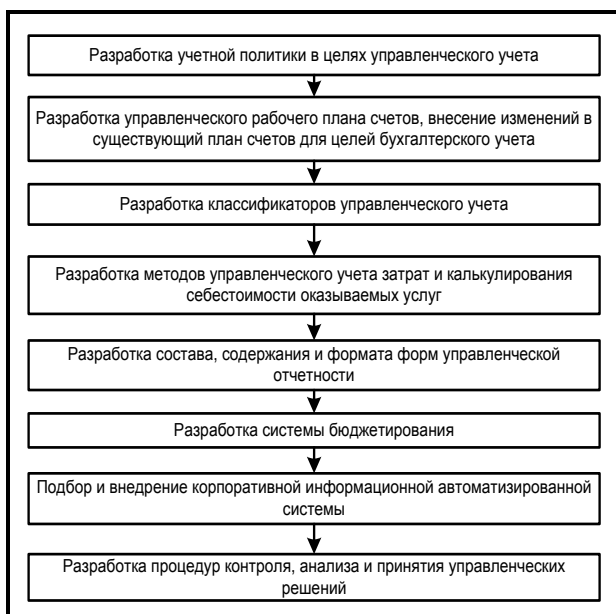 Разработка учетной политики в целях управленческого учета
Разработка управленческого рабочего плана счетов, внесение изменений в
существующий план счетов для целей бухгалтерского учета
Разработка классификаторов управленческого учета
Разработка методов управленческого учета затрат и калькулирования
себестоимости оказываемых услуг
Разработка состава, содержания и формата форм управленческой
отчетности
Разработка системы бюджетирования
Подбор и внедрение корпоративной информационной автоматизированной
системы
Разработка процедур контроля, анализа и принятия управленческих
решений